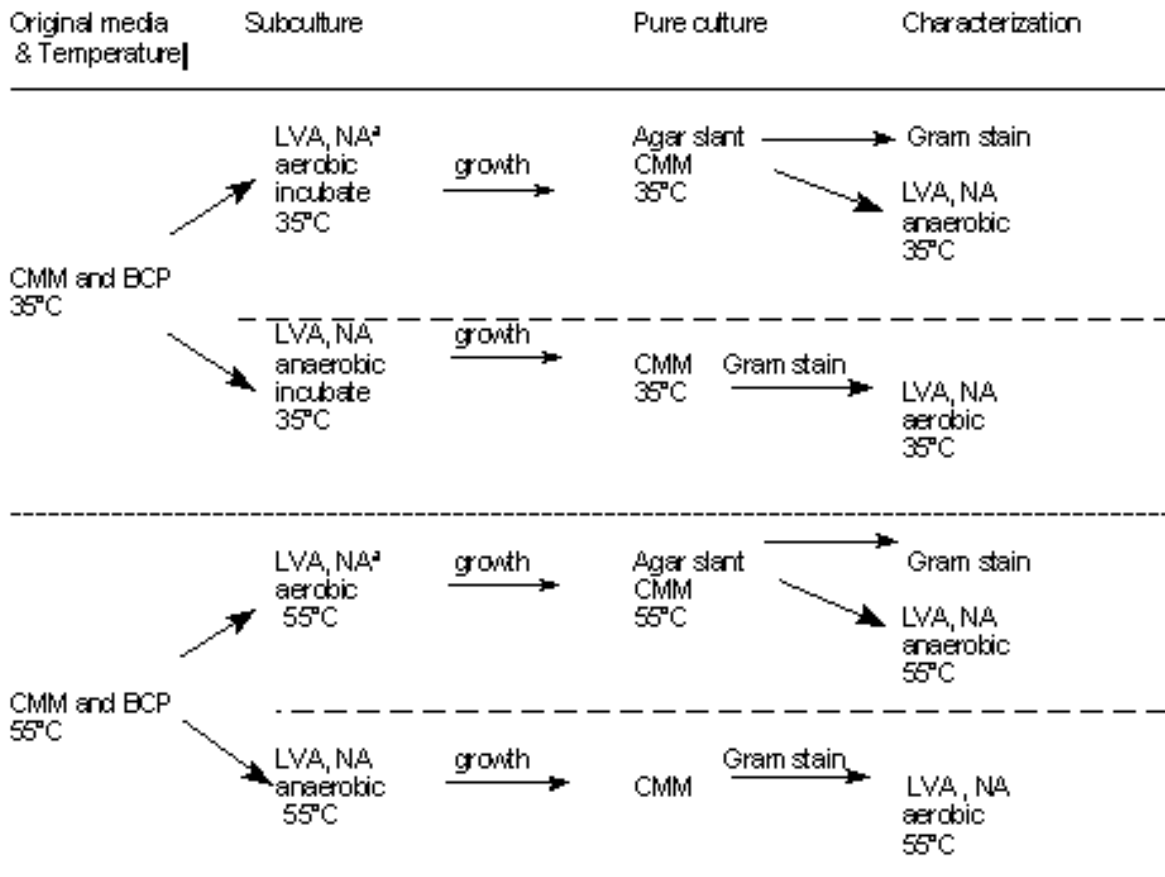 Original media
& Temperature
Subculture
Pure culture
Characterization
LVA, NAª
aerobic
incubate
35°C
growth
Agar slant
CMM
35°C
Gram stain
LVA, NA
anaerobic
35°C
CMM and BCP
35°C
LVA, NA
anaerobic
incubate
35°C
growth
CMM
35°C
Gram stain
LVA, NA
aerobic
35°C
LVA, NAª
aerobic
55°C
growth
Agar slant
CMM
55°C
Gram stain
LVA, NA
anaerobic
55°C
CMM and BCP
55°C
LVA, NA
anaerobic
55°C
growth
CMM
Gram stain
LVA , NA
aerobic
55°C